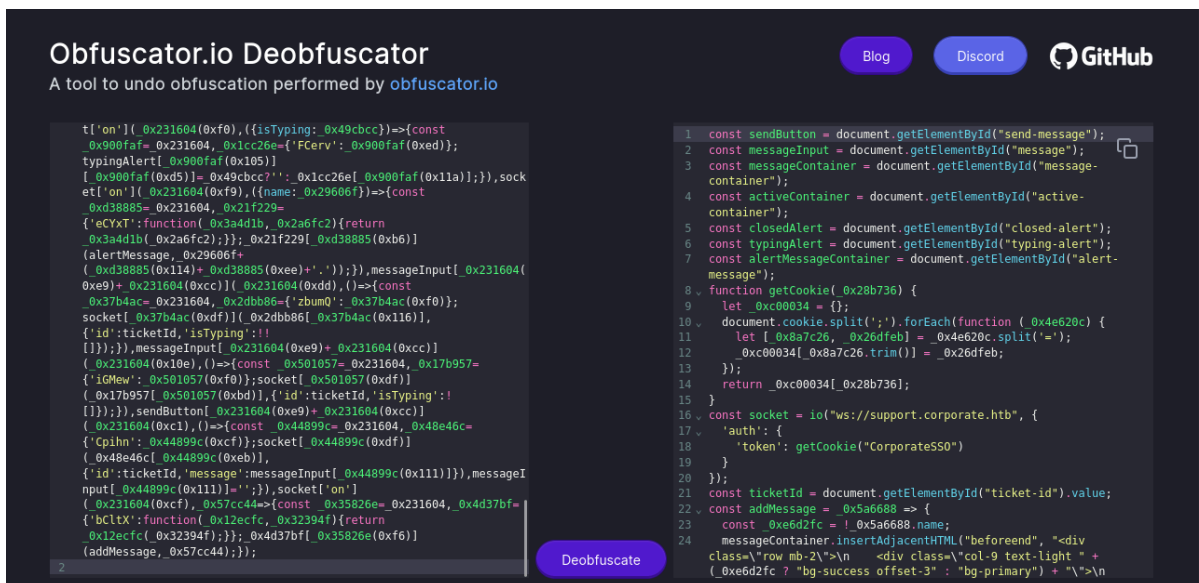 Obfuscator.io Deobfuscator
A tool to undo obfuscation performed by obfuscator.io
Blog
Discord
GitHub
t['on'](_0x231604(0xf0),({isTyping:_0x49cbcc})=>{const
_0x900faf=_0x231604,_0x1cc26e={'FCerv':_0x900faf(0xed)};
typingAlert[_0x900faf(0x105)]
[_0x900faf(0xd5)]=_0x49cbcc?'':_0x1cc26e[_0x900faf(0x11a)];}),sock
et['on'](_0x231604(0xf9),({name:_0x29606f})=>{const
_0xd38885=_0x231604,_0x21f229=
{'eCYxT':function(_0x3a4d1b,_0x2a6fc2){return
_0x3a4d1b(_0x2a6fc2);}};_0x21f229[_0xd38885(0xb6)]
(alertMessage,_0x29606f+
(_0xd38885(0x114)+_0xd38885(0xee)+'.'));}),messageInput[_0x231604(
0xe9)+_0x231604(0xcc)](_0x231604(0xdd),()=>{const
_0x37b4ac=_0x231604,_0x2dbb86={'zbumQ':_0x37b4ac(0xf0)};
socket[_0x37b4ac(0xdf)](_0x2dbb86[_0x37b4ac(0x116)],
{'id':ticketId,'isTyping':!!
[]});}),messageInput[_0x231604(0xe9)+_0x231604(0xcc)]
(_0x231604(0x10e),()=>{const _0x501057=_0x231604,_0x17b957=
{'iGMew':_0x501057(0xf0)};socket[_0x501057(0xdf)]
(_0x17b957[_0x501057(0xbd)],{'id':ticketId,'isTyping':!
[]});}),sendButton[_0x231604(0xe9)+_0x231604(0xcc)]
(_0x231604(0xc1),()=>{const _0x44899c=_0x231604,_0x48e46c=
{'Cpihn':_0x44899c(0xcf)};socket[_0x44899c(0xdf)]
(_0x48e46c[_0x44899c(0xeb)],
{'id':ticketId,'message':messageInput[_0x44899c(0x111)]}),messageI
nput[_0x44899c(0x111)]='';}),socket['on']
(_0x231604(0xcf),_0x57cc44=>{const _0x35826e=_0x231604,_0x4d37bf=
{'bCltX':function(_0x12ecfc,_0x32394f){return
_0x12ecfc(_0x32394f);}};_0x4d37bf[_0x35826e(0xf6)]
(addMessage,_0x57cc44);});
2
Deobfuscate
1 const sendButton = document.getElementById("send-message");
2 const messageInput = document.getElementById("message");
3 const messageContainer = document.getElementById("message-
container");
4 const activeContainer = document.getElementById("active-
container");
5 const closedAlert = document.getElementById("closed-alert");
6 const typingAlert = document.getElementById("typing-alert");
7 const alertMessageContainer = document.getElementById("alert-
message");
8 function getCookie(_0x28b736) {
9 let _0xc00034 = {};
10 document.cookie.split(';').forEach(function (_0x4e620c) {
11 let [_0x8a7c26, _0x26dfeb] = _0x4e620c.split('=');
12 _0xc00034[_0x8a7c26.trim()] = _0x26dfeb;
13 });
14 return _0xc00034[_0x28b736];
15 }
16 const socket = io("ws://support.corporate.htb", {
17 'auth': {
18 'token': getCookie("CorporateSSO")
19 }
20 });
21 const ticketId = document.getElementById("ticket-id").value;
22 const addMessage = _0x5a6688 => {
23 const _0xe6d2fc = !_0x5a6688.name;
24 messageContainer.insertAdjacentHTML("beforeend", "<div
class=\"row mb-2\">\n <div class=\"col-9 text-light " +
(_0xe6d2fc ? "bg-success offset-3" : "bg-primary") + "\">\n